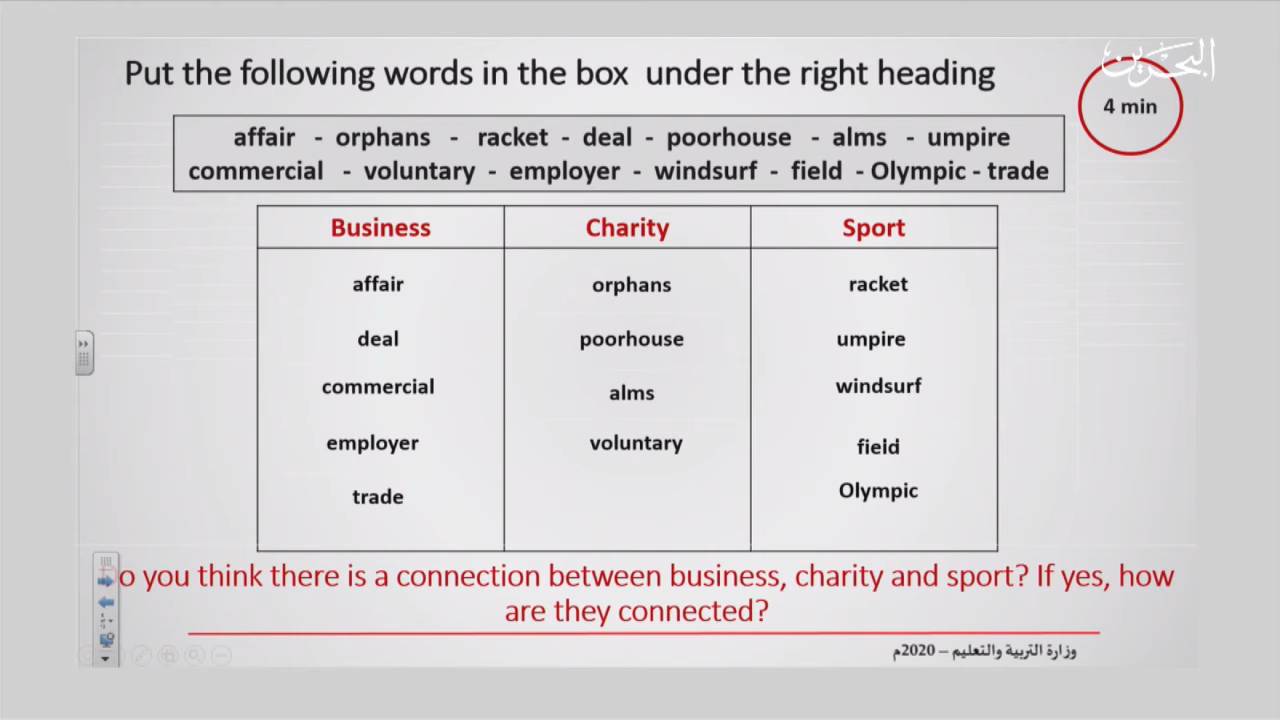 البحرين
Put the following words in the box under the right heading
4 min
affair - orphans - racket - deal - poorhouse - alms - umpire
commercial - voluntary - employer - windsurf - field - Olympic - trade
Business Charity Sport
affair orphans racket
deal poorhouse umpire
commercial alms windsurf
employer voluntary field
trade Olympic
o you think there is a connection between business, charity and sport? If yes, how
are they connected?
وزارة التربية والتعليم – 2020م